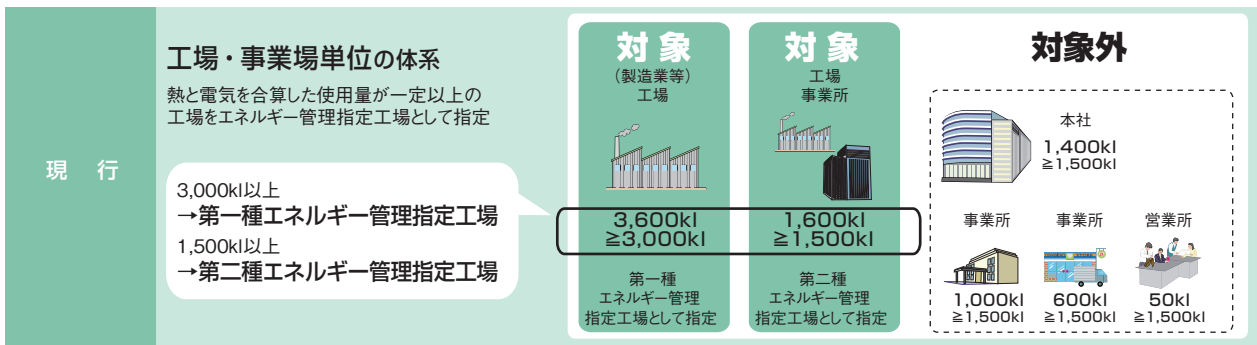 現 行
工場・事業場単位の体系
熱と電気を合算した使用量が一定以上の
工場をエネルギー管理指定工場として指定
3,000kl以上
→第一種エネルギー管理指定工場
1,500kl以上
→第二種エネルギー管理指定工場
対 象
(製造業等)
工場
3,600kl
≧3,000kl
第一種
エネルギー管理
指定工場として指定
対 象
工場
事業所
1,600kl
≧1,500kl
第二種
エネルギー管理
指定工場として指定
対象外
本社
1,400kl
≧1,500kl
事業所
1,000kl
≧1,500kl
事業所
600kl
≧1,500kl
営業所
50kl
≧1,500kl